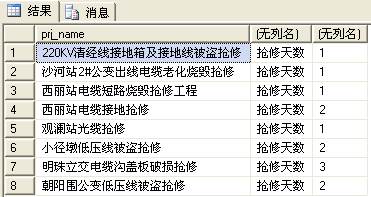 结果 消息
prj_name (无列名) (无列名)
1 220KV清经线接地箱及接地线被盗抢修 抢修天数 1
2 沙河站2#公变出线电缆老化烧毁抢修 抢修天数 1
3 西丽站电缆短路烧毁抢修工程 抢修天数 1
4 西丽站电缆接地抢修 抢修天数 2
5 观澜站光缆抢修 抢修天数 1
6 小径墩低压线被盗抢修 抢修天数 2
7 明珠立交电缆沟盖板破损抢修 抢修天数 3
8 朝阳围公变低压线被盗抢修 抢修天数 2